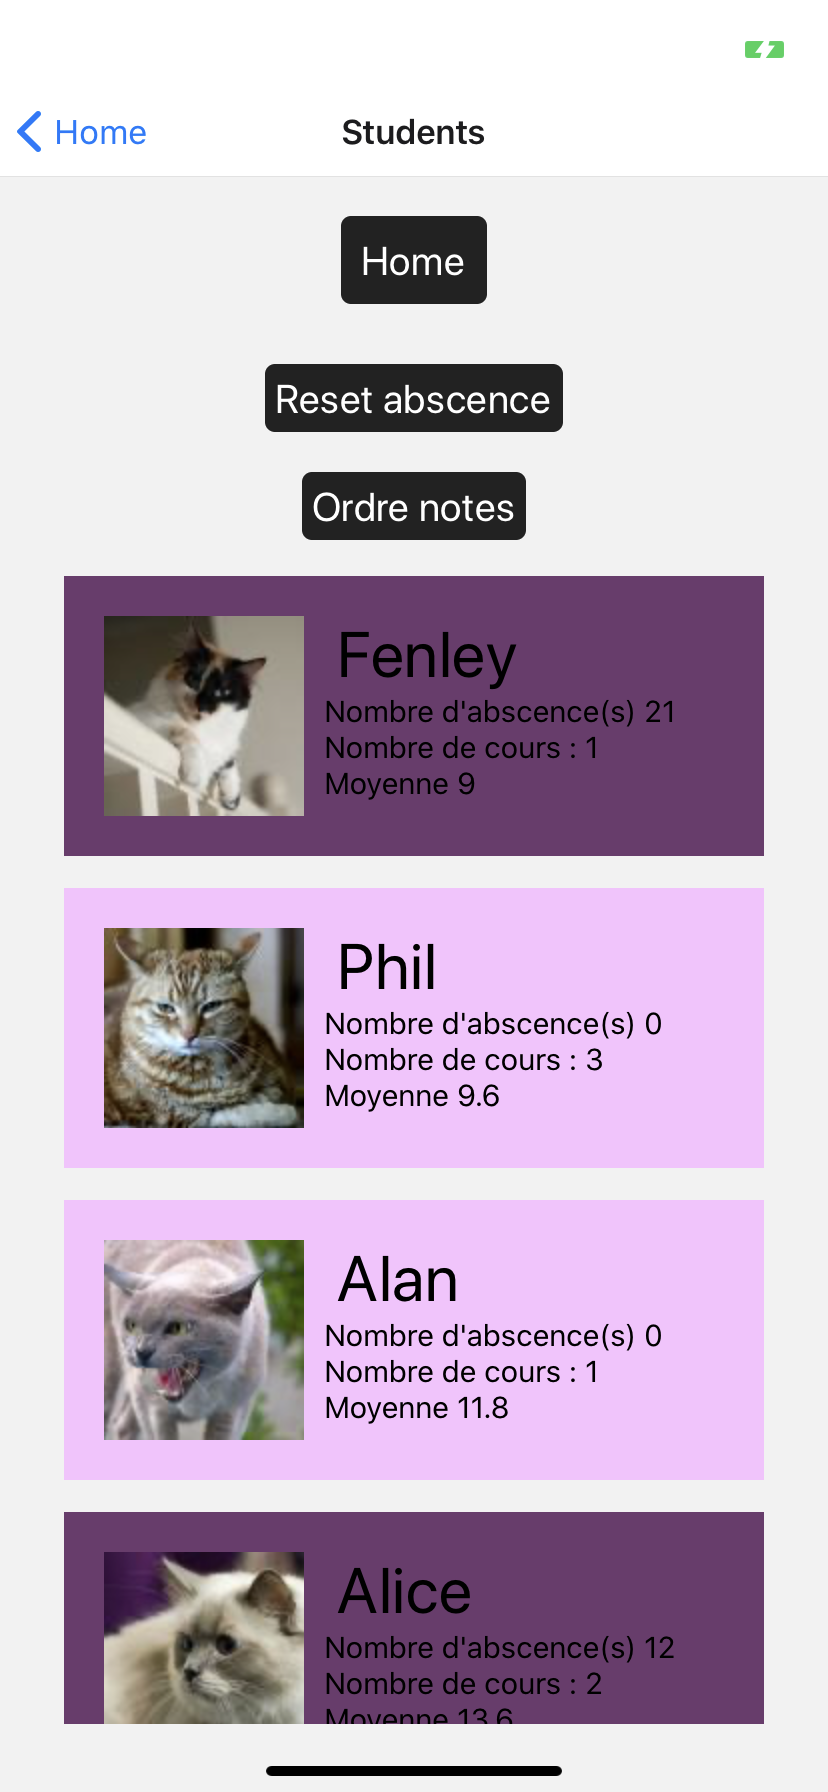 Home
Students
Home
Reset abscence
Ordre notes
Fenley
Nombre d'abscence(s) 21
Nombre de cours : 1
Moyenne 9
Phil
Nombre d'abscence(s) 0
Nombre de cours : 3
Moyenne 9.6
Alan
Nombre d'abscence(s) 0
Nombre de cours : 1
Moyenne 11.8
Alice
Nombre d'abscence(s) 12
Nombre de cours : 2
Moyenne 13.6